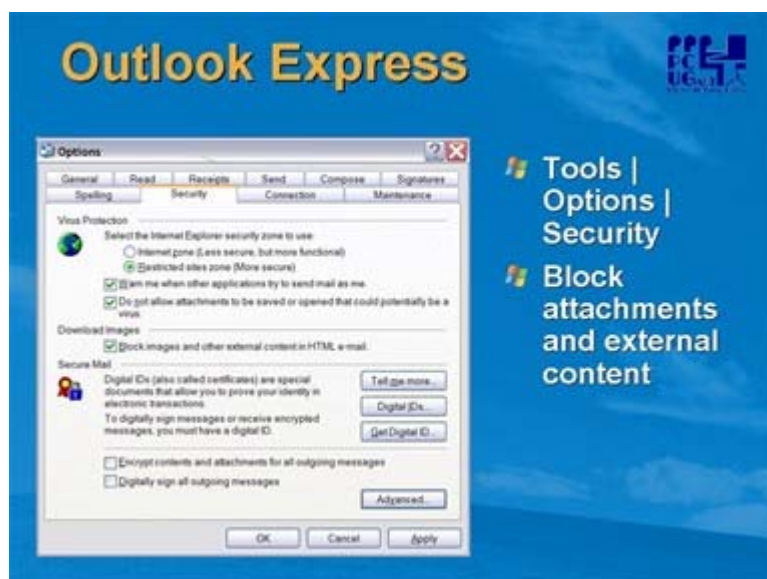 Outlook Express
PC
Options
General Read Receipts Send Compose Signatures
Spelling Security Connection Maintenance
Virus Protection
Select the Internet Explorer security zone to use:
Internet zone (Less secure, but more functional)
Restricted sites zone (More secure)
Warn me when other applications try to send mail as me.
Do not allow attachments to be saved or opened that could potentially be a
virus.
Download Images
Block images and other external content in HTML e-mail.
Secure Mail
Digital IDs (also called certificates) are special
documents that allow you to prove your identity in
electronic transactions.
Tell me more...
Digital IDs...
To digitally sign messages or receive encrypted
messages, you must have a digital ID.
Get Digital ID...
Encrypt contents and attachments for all outgoing messages
Digitally sign all outgoing messages
Advanced...
OK Cancel Apply
Tools |
Options |
Security
Block
attachments
and external
content